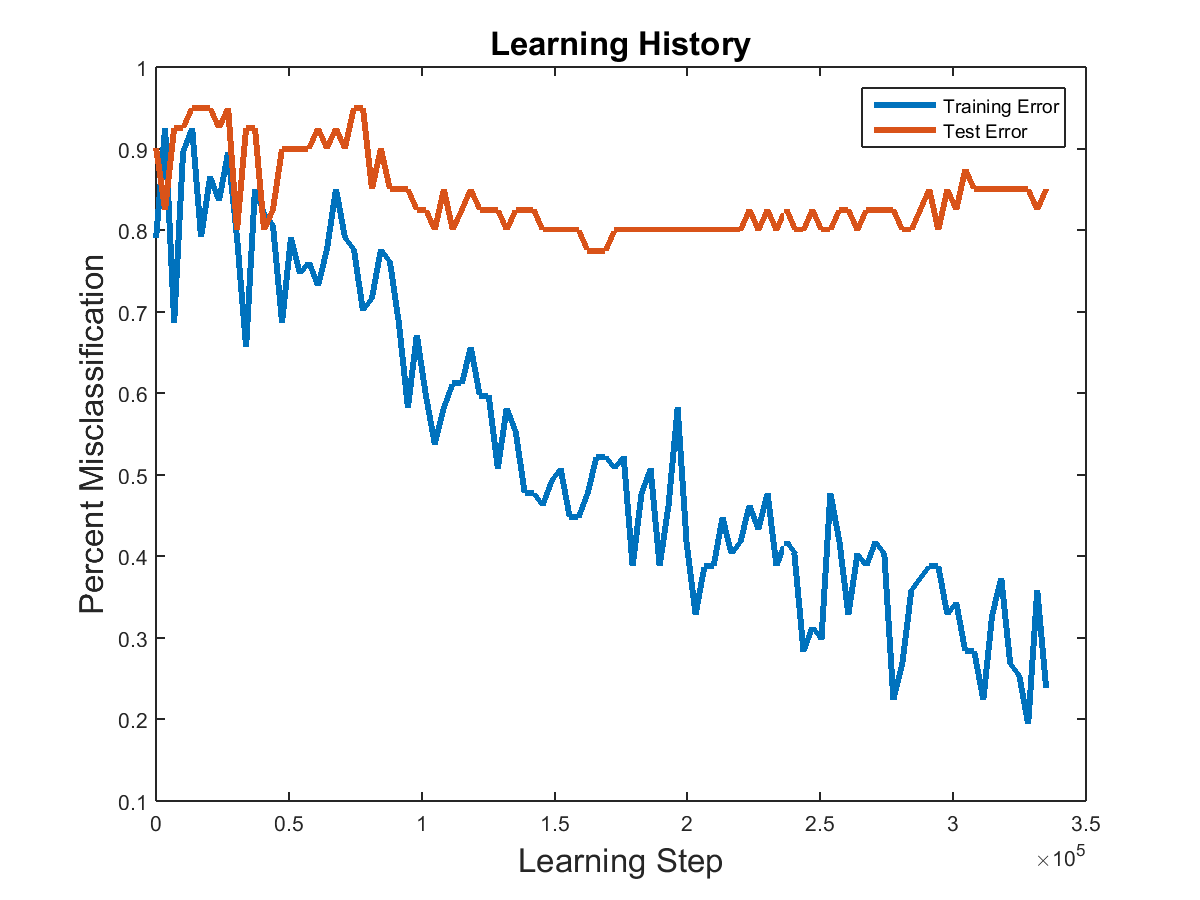 Learning History
Training Error
Test Error
Percent Misclassification
1
0.9
0.8
0.7
0.6
0.5
0.4
0.3
0.2
0.1
0 0.5 1 1.5 2 2.5 3 3.5
×10⁵
Learning Step